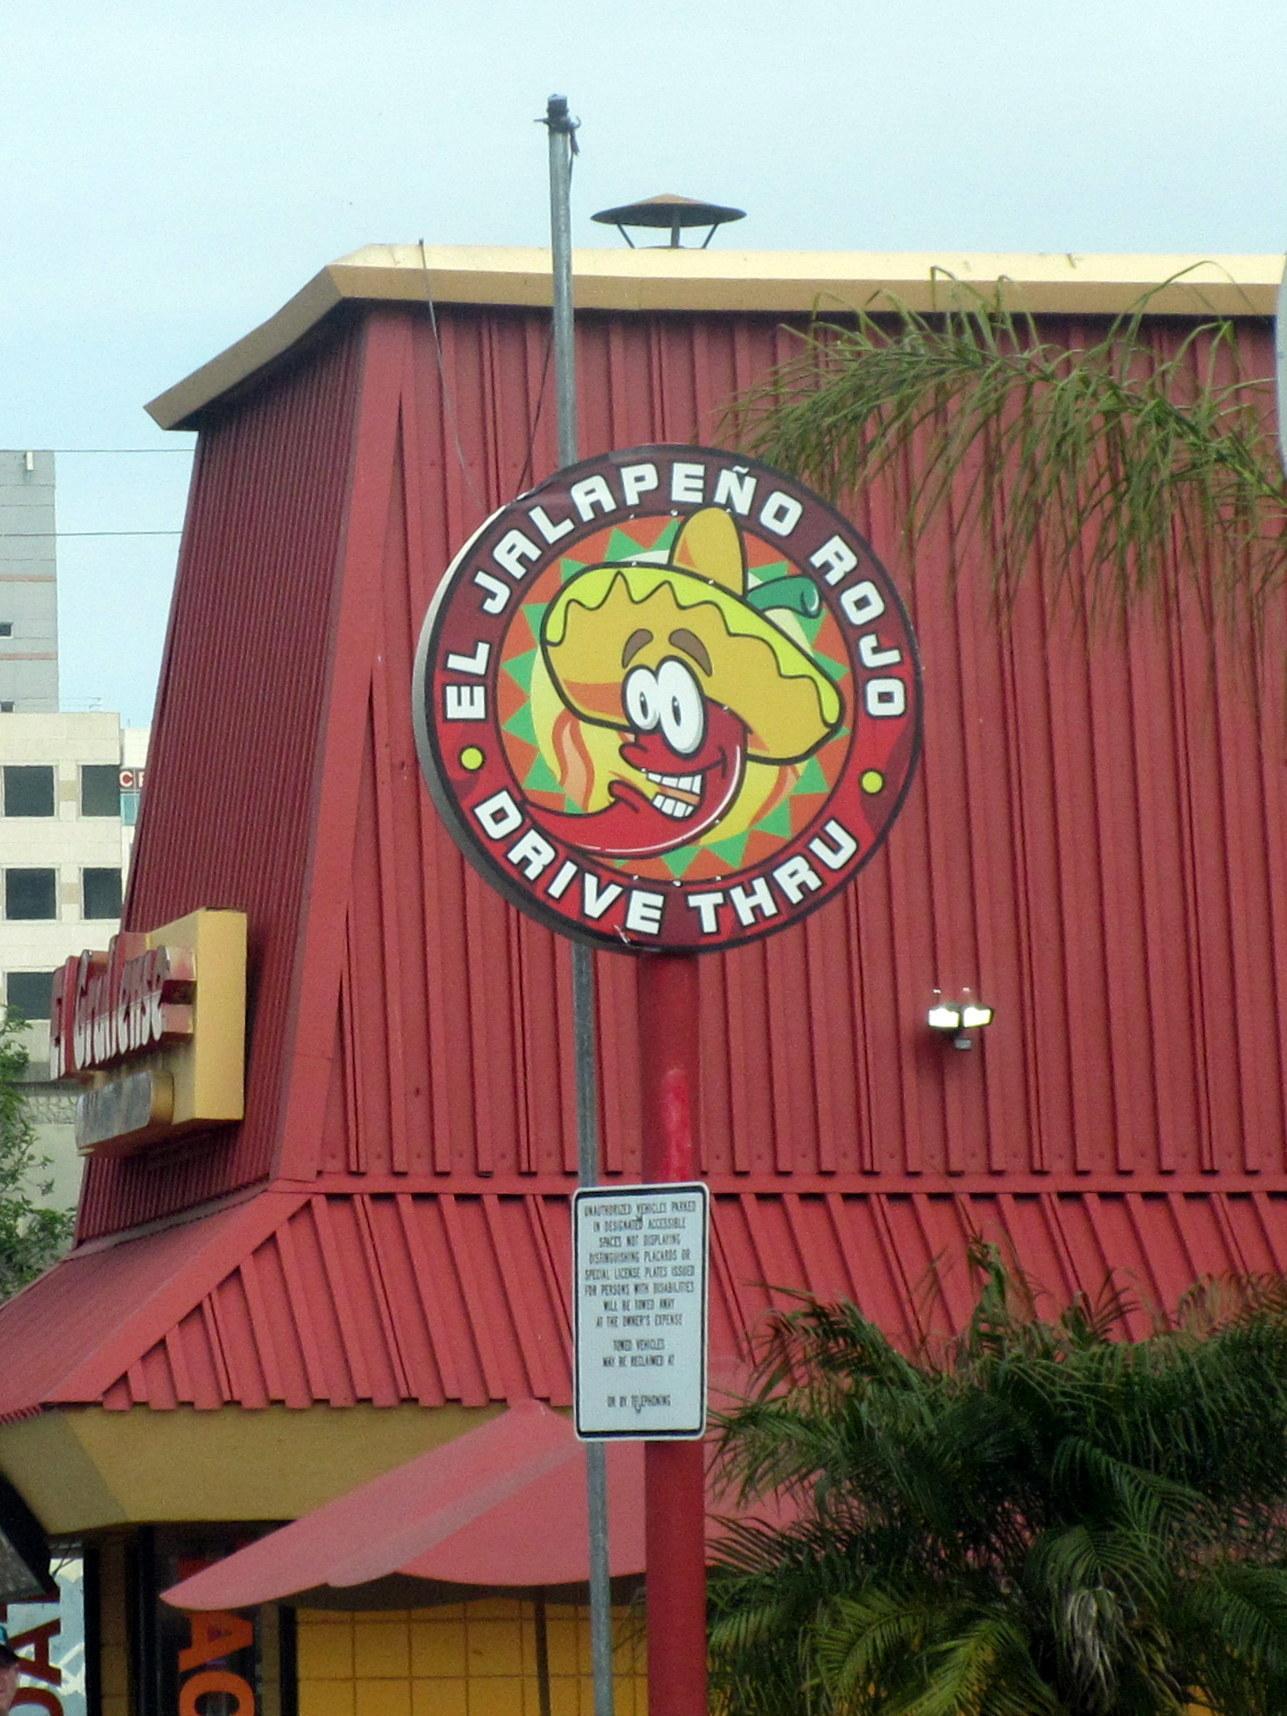 EL JALAPEÑO ROJO
DRIVE THRU
El Grullense
UNAUTHORIZED VEHICLES PARKED
IN DESIGNATED ACCESSIBLE
SPACES NOT DISPLAYING
DISTINGUISHING PLACARDS OR
SPECIAL LICENSE PLATES ISSUED
FOR PERSONS WITH DISABILITIES
WILL BE TOWED AWAY
AT THE OWNER'S EXPENSE
TOWED VEHICLES
MAY BE RECLAIMED AT
OR BY TELEPHONING